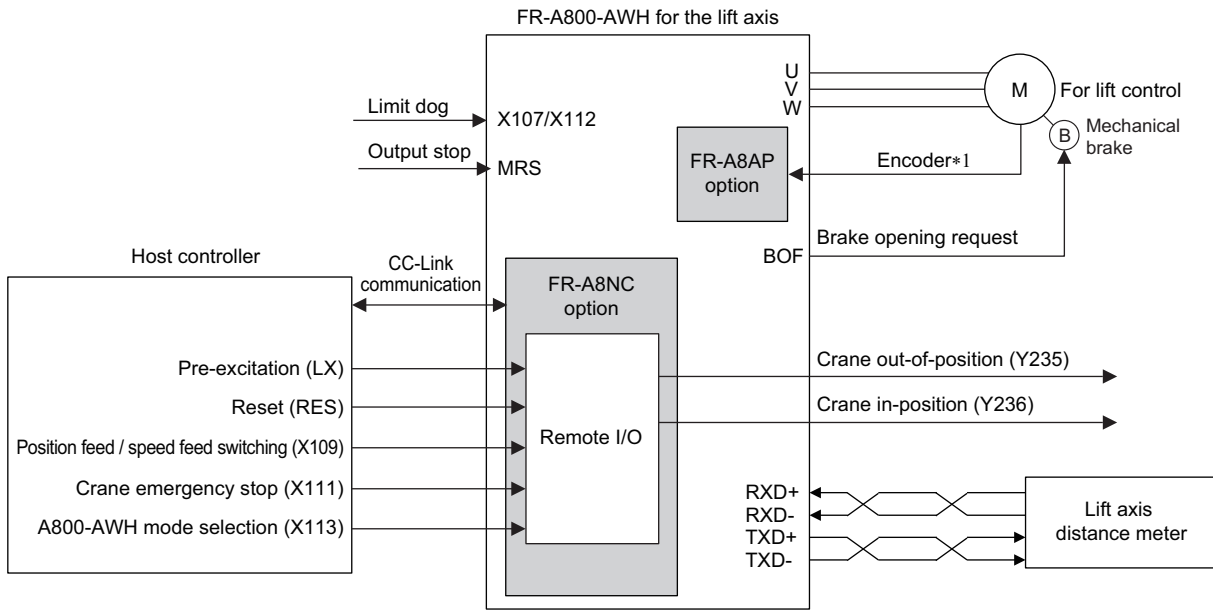 FR-A800-AWH for the lift axis
U
V
W
M
For lift control
B
Mechanical
brake
Limit dog
X107/X112
Output stop
MRS
FR-A8AP
option
Encoder*1
BOF
Brake opening request
Host controller
CC-Link
communication
FR-A8NC
option
Pre-excitation (LX)
Reset (RES)
Position feed / speed feed switching (X109)
Crane emergency stop (X111)
A800-AWH mode selection (X113)
Remote I/O
Crane out-of-position (Y235)
Crane in-position (Y236)
RXD+
RXD-
TXD+
TXD-
Lift axis
distance meter